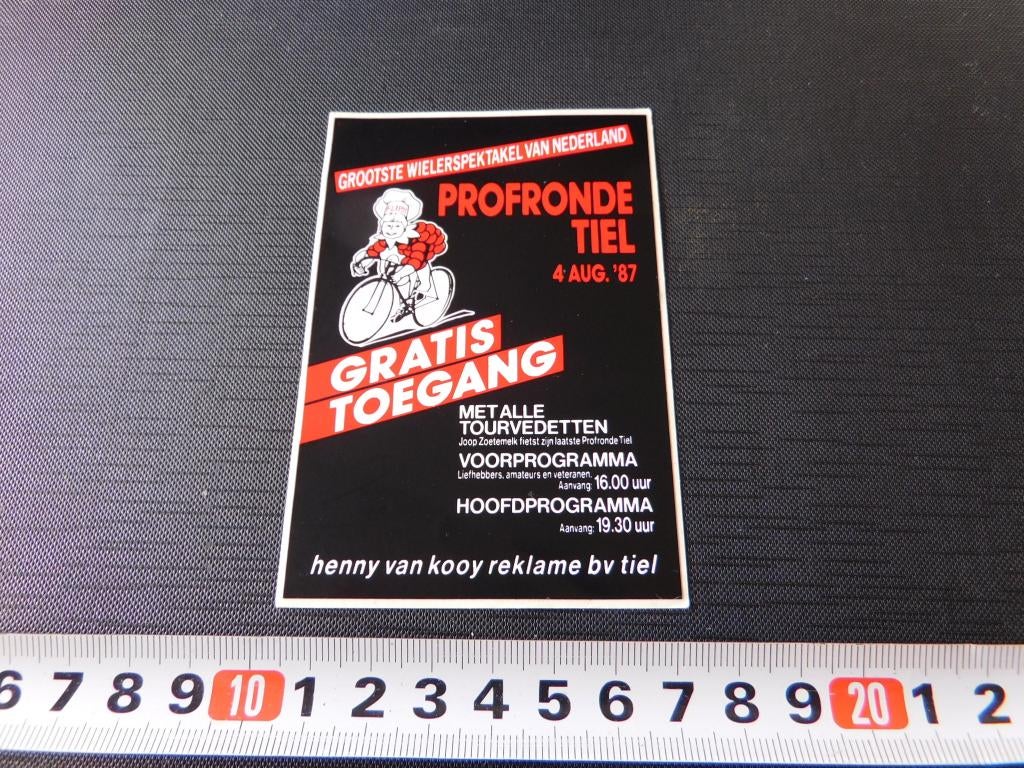 GROOTSTE WIELERSPEKTAKEL VAN NEDERLAND
PROFRONDE
TIEL
4 AUG. '87
FLIPJE
GRATIS
TOEGANG
MET ALLE
TOURVEDETTEN
Joop Zoetemelk fietst zijn laatste Profronde Tiel
VOORPROGRAMMA
Liefhebbers, amateurs en veteranen.
Aanvang: 16.00 uur
HOOFDPROGRAMMA
Aanvang: 19.30 uur
henny van kooy reklame bv tiel
6 7 8 9 10 1 2 3 4 5 6 7 8 9 20 1 2